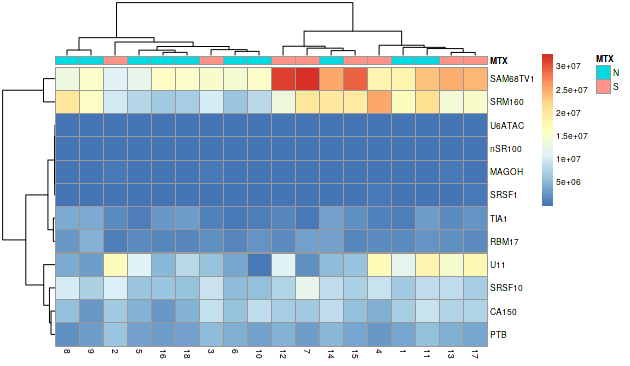 MTX
SAM68TV1
SRM160
U6ATAC
nSR100
MAGOH
SRSF1
TIA1
RBM17
U11
SRSF10
CA150
PTB
8 9 2 5 16 18 3 6 10 12 7 14 15 4 1 11 13 17
3e+07
2.5e+07
2e+07
1.5e+07
1e+07
5e+06
MTX
N
S